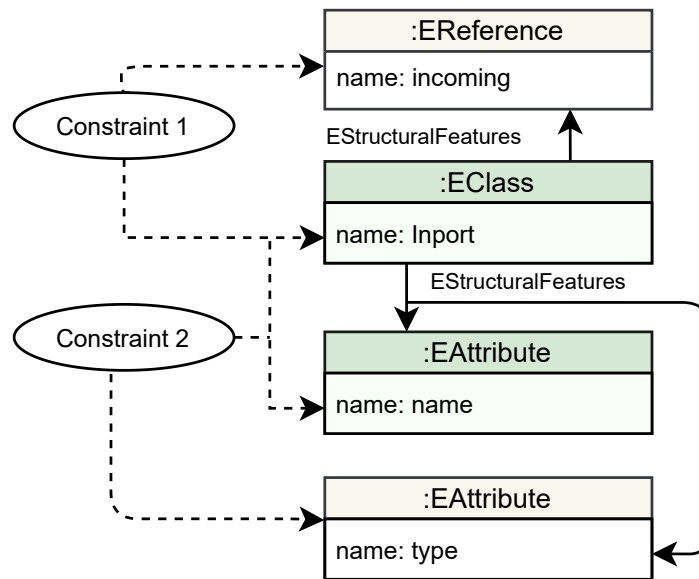 :EReference
name: incoming
Constraint 1
EStructuralFeatures
:EClass
name: Inport
EStructuralFeatures
Constraint 2
:EAttribute
name: name
:EAttribute
name: type